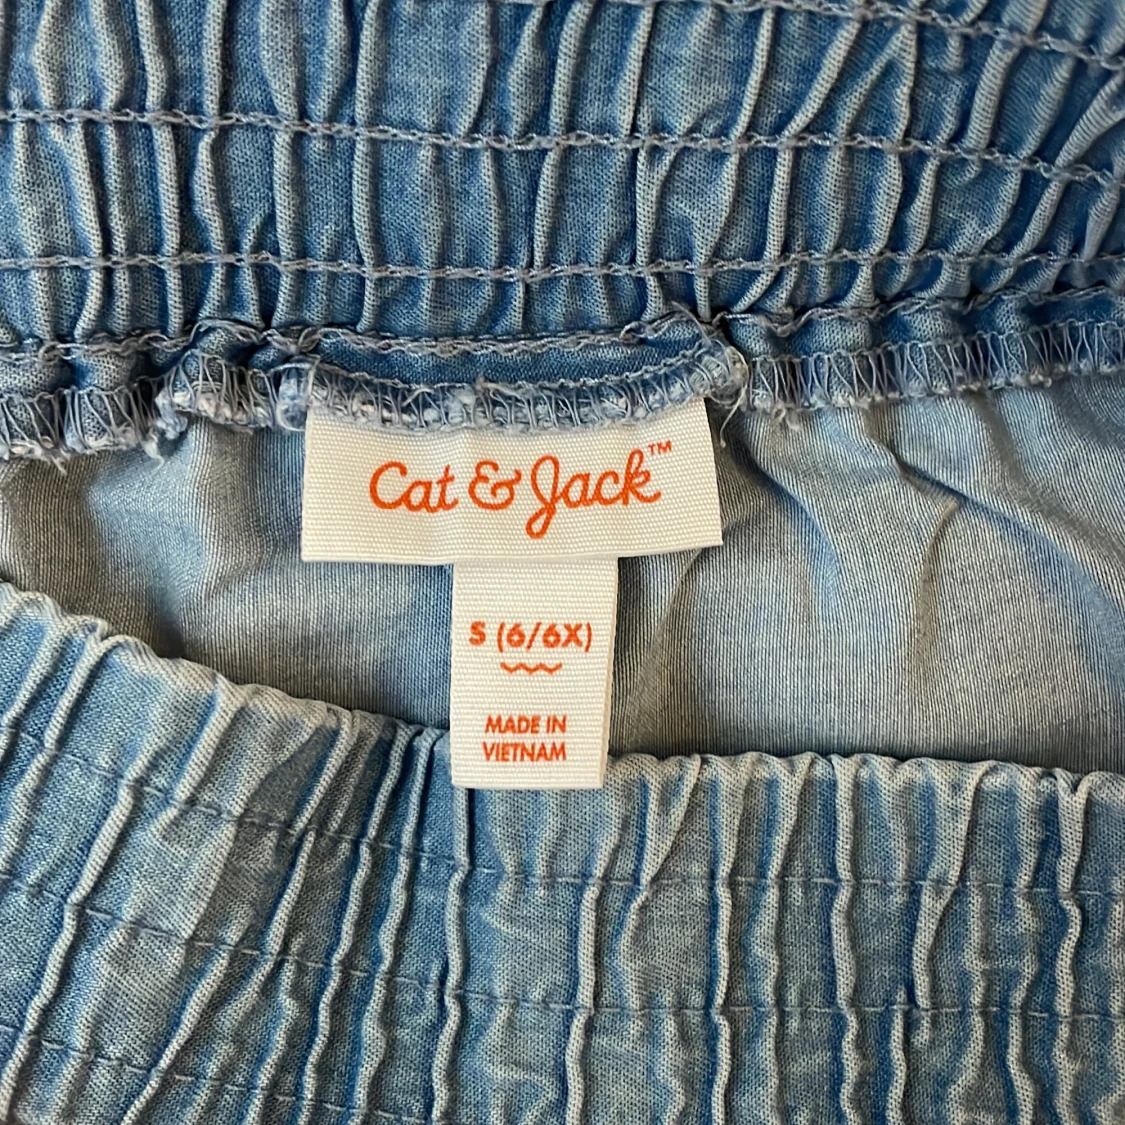 Cat & Jack™
S (6/6X)
MADE IN
VIETNAM